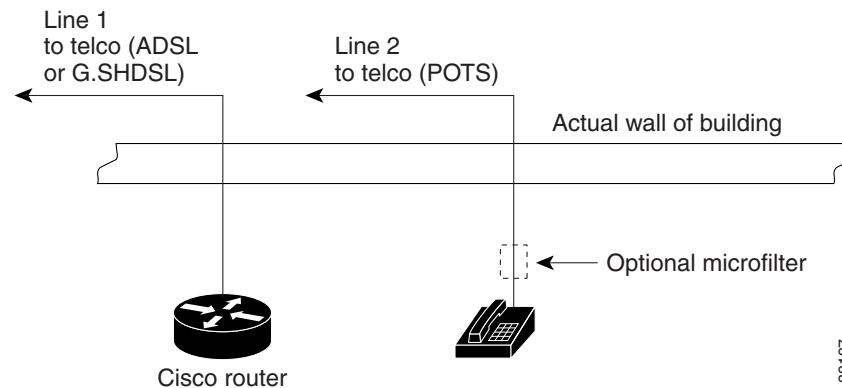 Line 1
to telco (ADSL
or G.SHDSL)
Line 2
to telco (POTS)
Actual wall of building
Optional microfilter
Cisco router